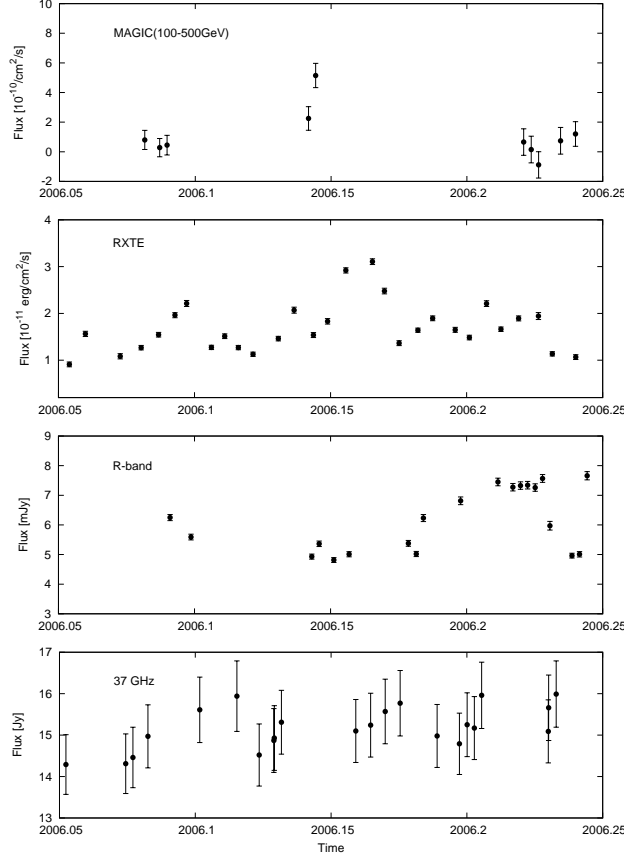 MAGIC(100-500GeV)
Flux [10^-10/cm^2/s]
10
8
6
4
2
0
-2
2006.05 2006.1 2006.15 2006.2 2006.25
RXTE
Flux [10^-11 erg/cm^2/s]
4
3
2
1
2006.05 2006.1 2006.15 2006.2 2006.25
R-band
Flux [mJy]
9
8
7
6
5
4
3
2006.05 2006.1 2006.15 2006.2 2006.25
37 GHz
Flux [Jy]
17
16
15
14
13
2006.05 2006.1 2006.15 2006.2 2006.25
Time